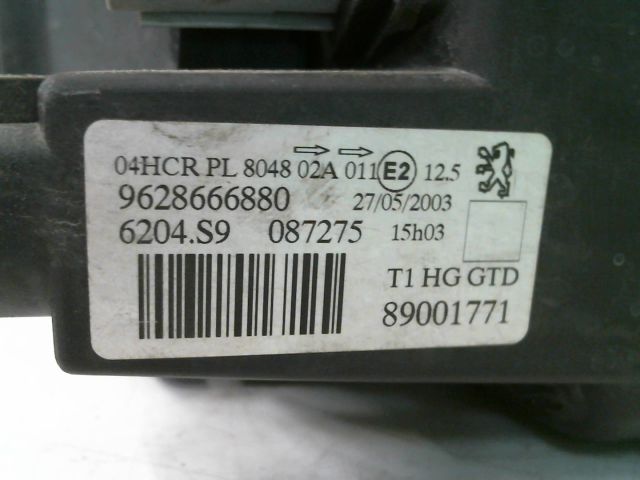 04HCR PL 8048 02A 011 E2 12.5
9628666880 27/05/2003
6204.S9 087275 15h03
T1 HG GTD
89001771